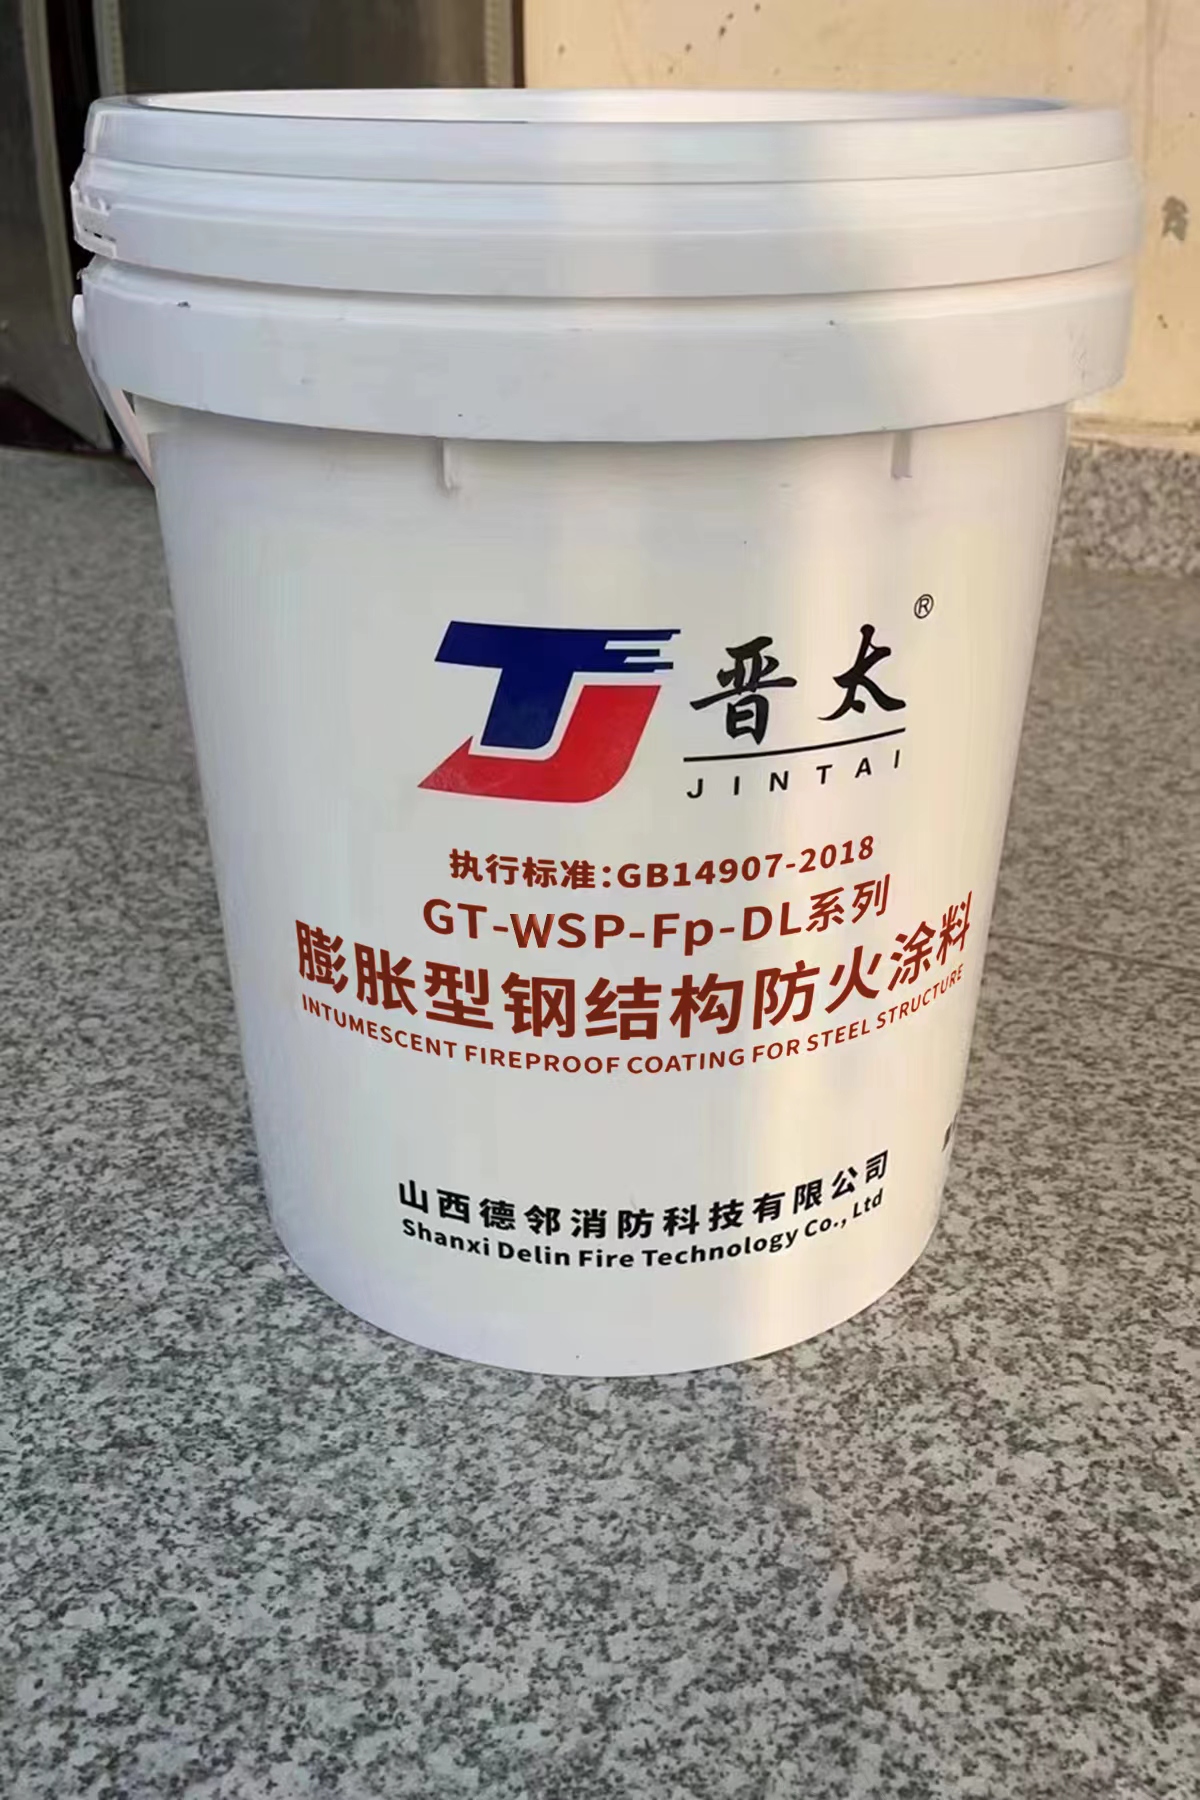 TJ 晋太®
JINTAI
执行标准:GB14907-2018
GT-WSP-Fp-DL系列
膨胀型钢结构防火涂料
INTUMESCENT FIREPROOF COATING FOR STEEL STRUCTURE
山西德邻消防科技有限公司
Shanxi Delin Fire Technology Co., Ltd